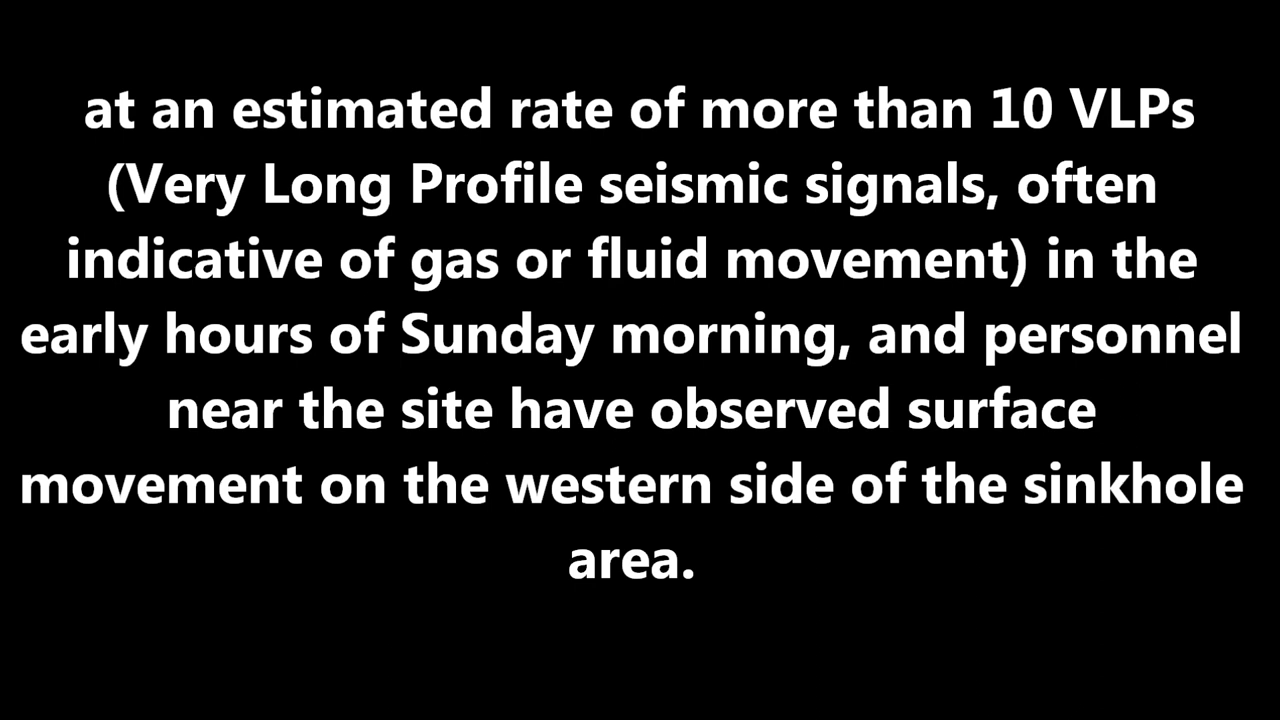 at an estimated rate of more than 10 VLPs
(Very Long Profile seismic signals, often
indicative of gas or fluid movement) in the
early hours of Sunday morning, and personnel
near the site have observed surface
movement on the western side of the sinkhole
area.